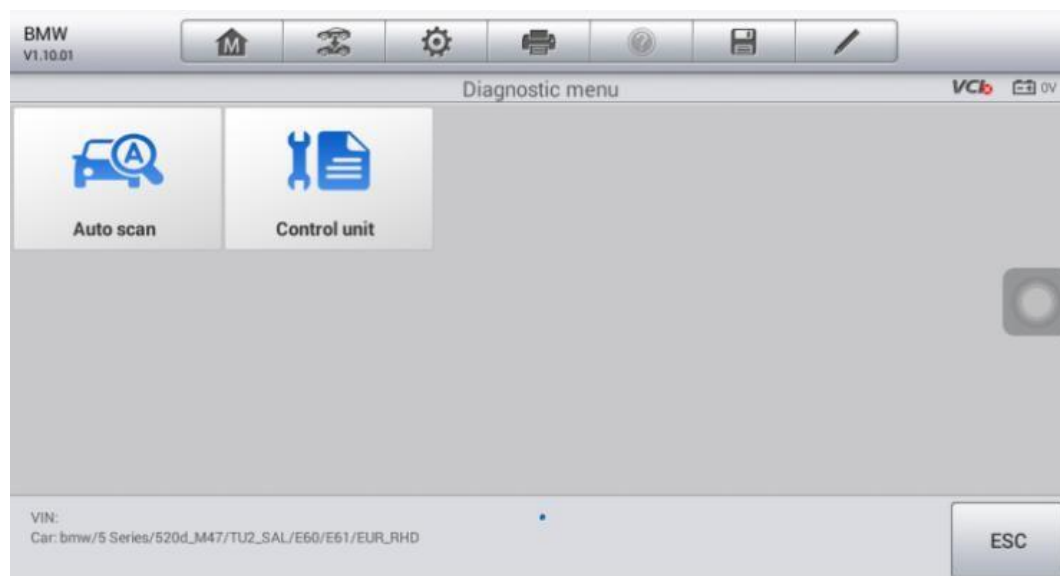 BMW
V1.10.01
M
Diagnostic menu
VCI
0V
A
Auto scan
Control unit
VIN:
Car: bmw/5 Series/520d_M47/TU2_SAL/E60/E61/EUR_RHD
ESC